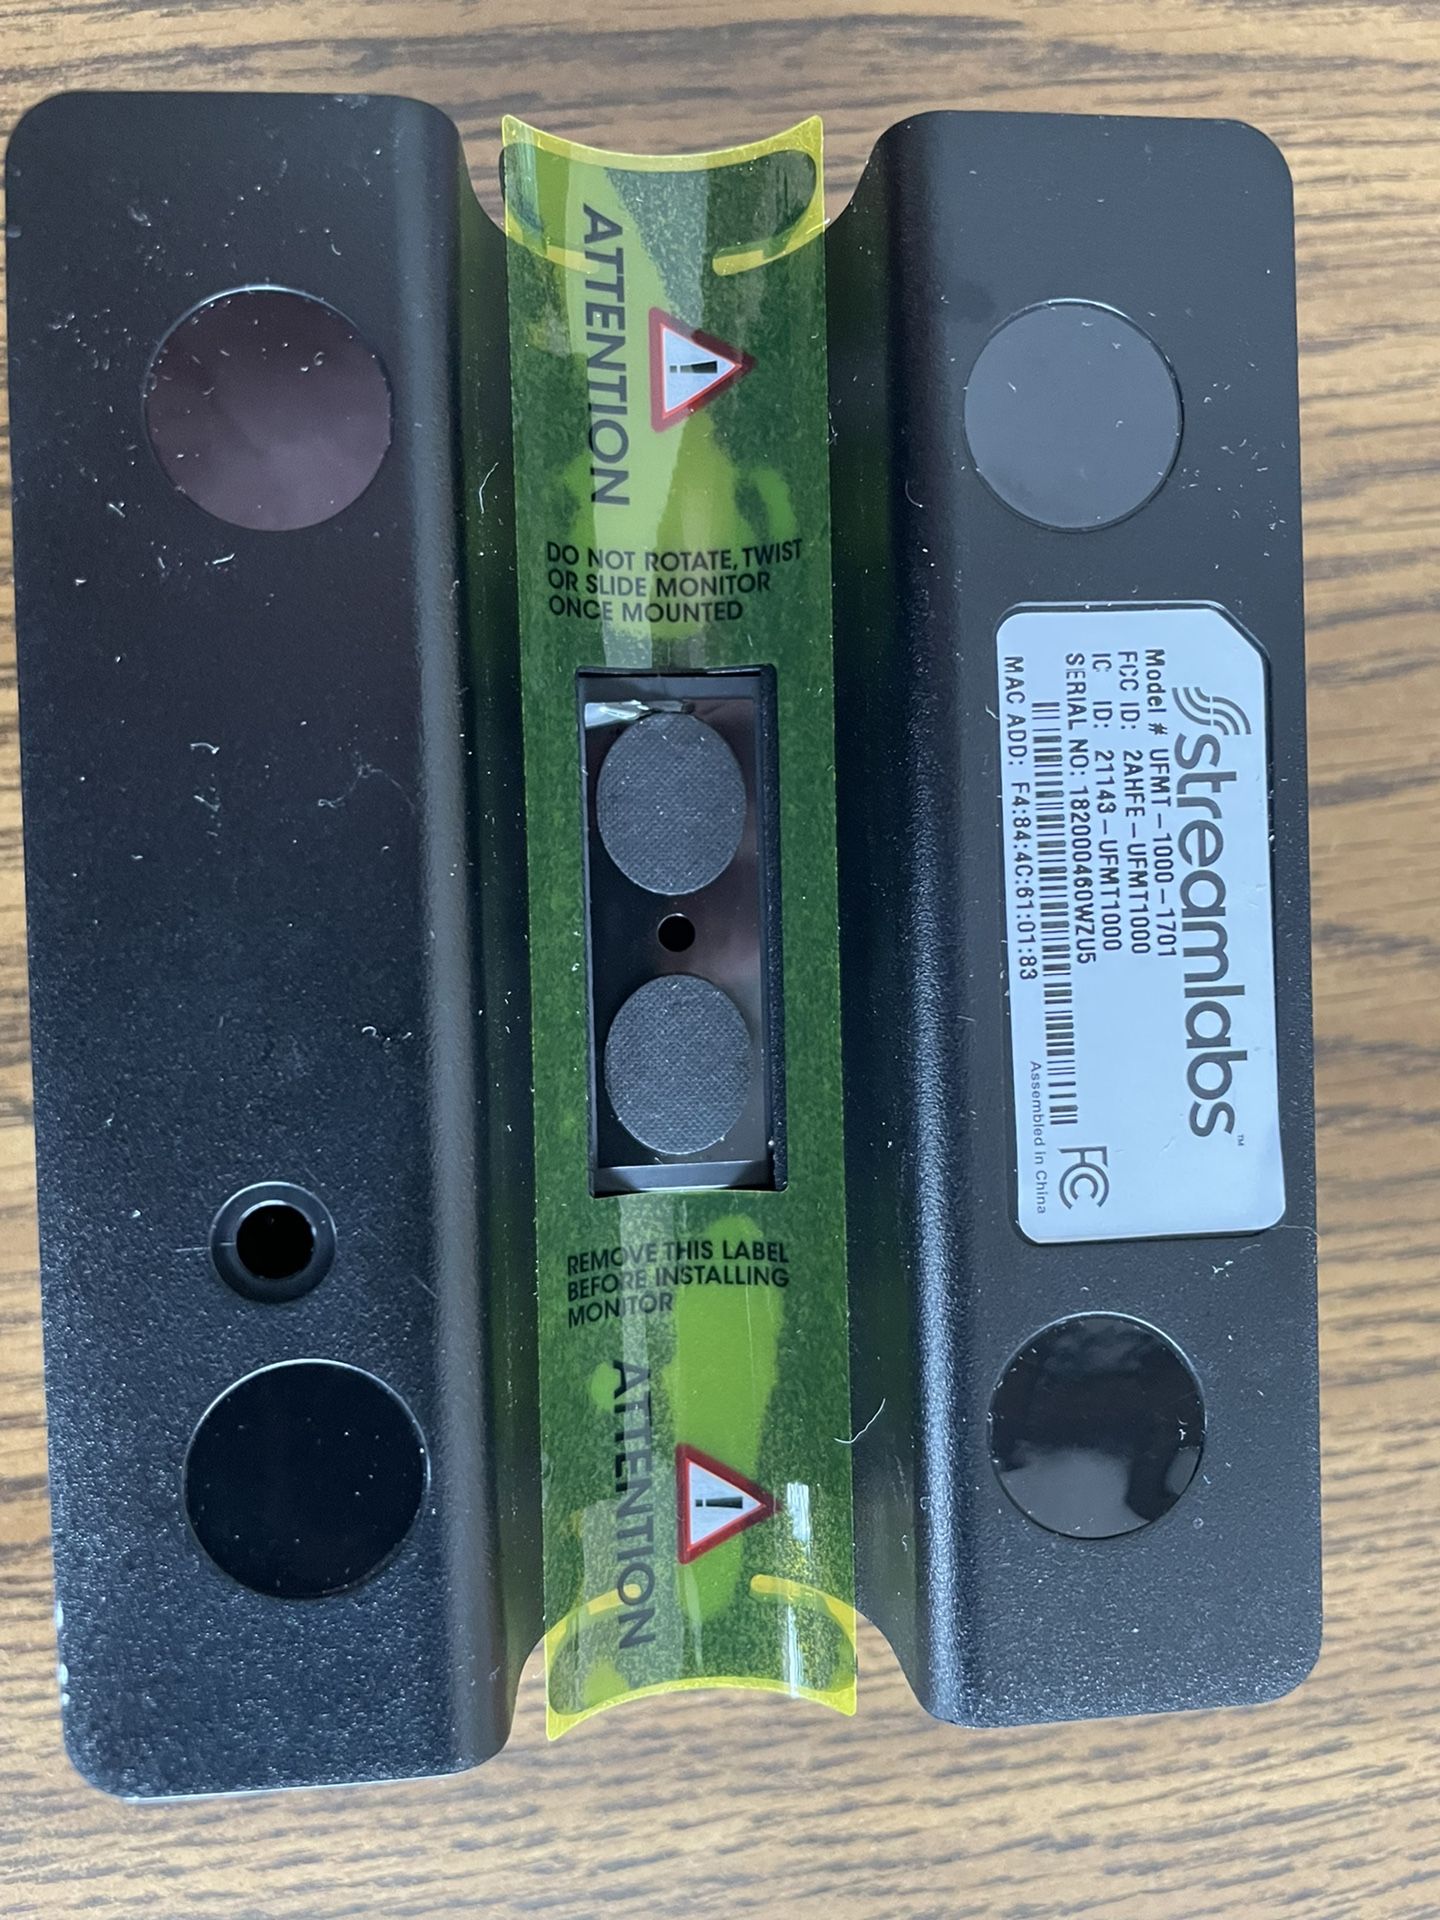 ATTENTION
DO NOT ROTATE, TWIST
OR SLIDE MONITOR
ONCE MOUNTED
REMOVE THIS LABEL
BEFORE INSTALLING
MONITOR
ATTENTION
streamlabs™
Model # UFMT-1000-1701
FCC ID: 2AHFE-UFMT1000
IC ID: 21143-UFMT1000
SERIAL NO: 182000460WZU5
MAC ADD: F4:84:4C:61:01:83
FC
Assembled in China